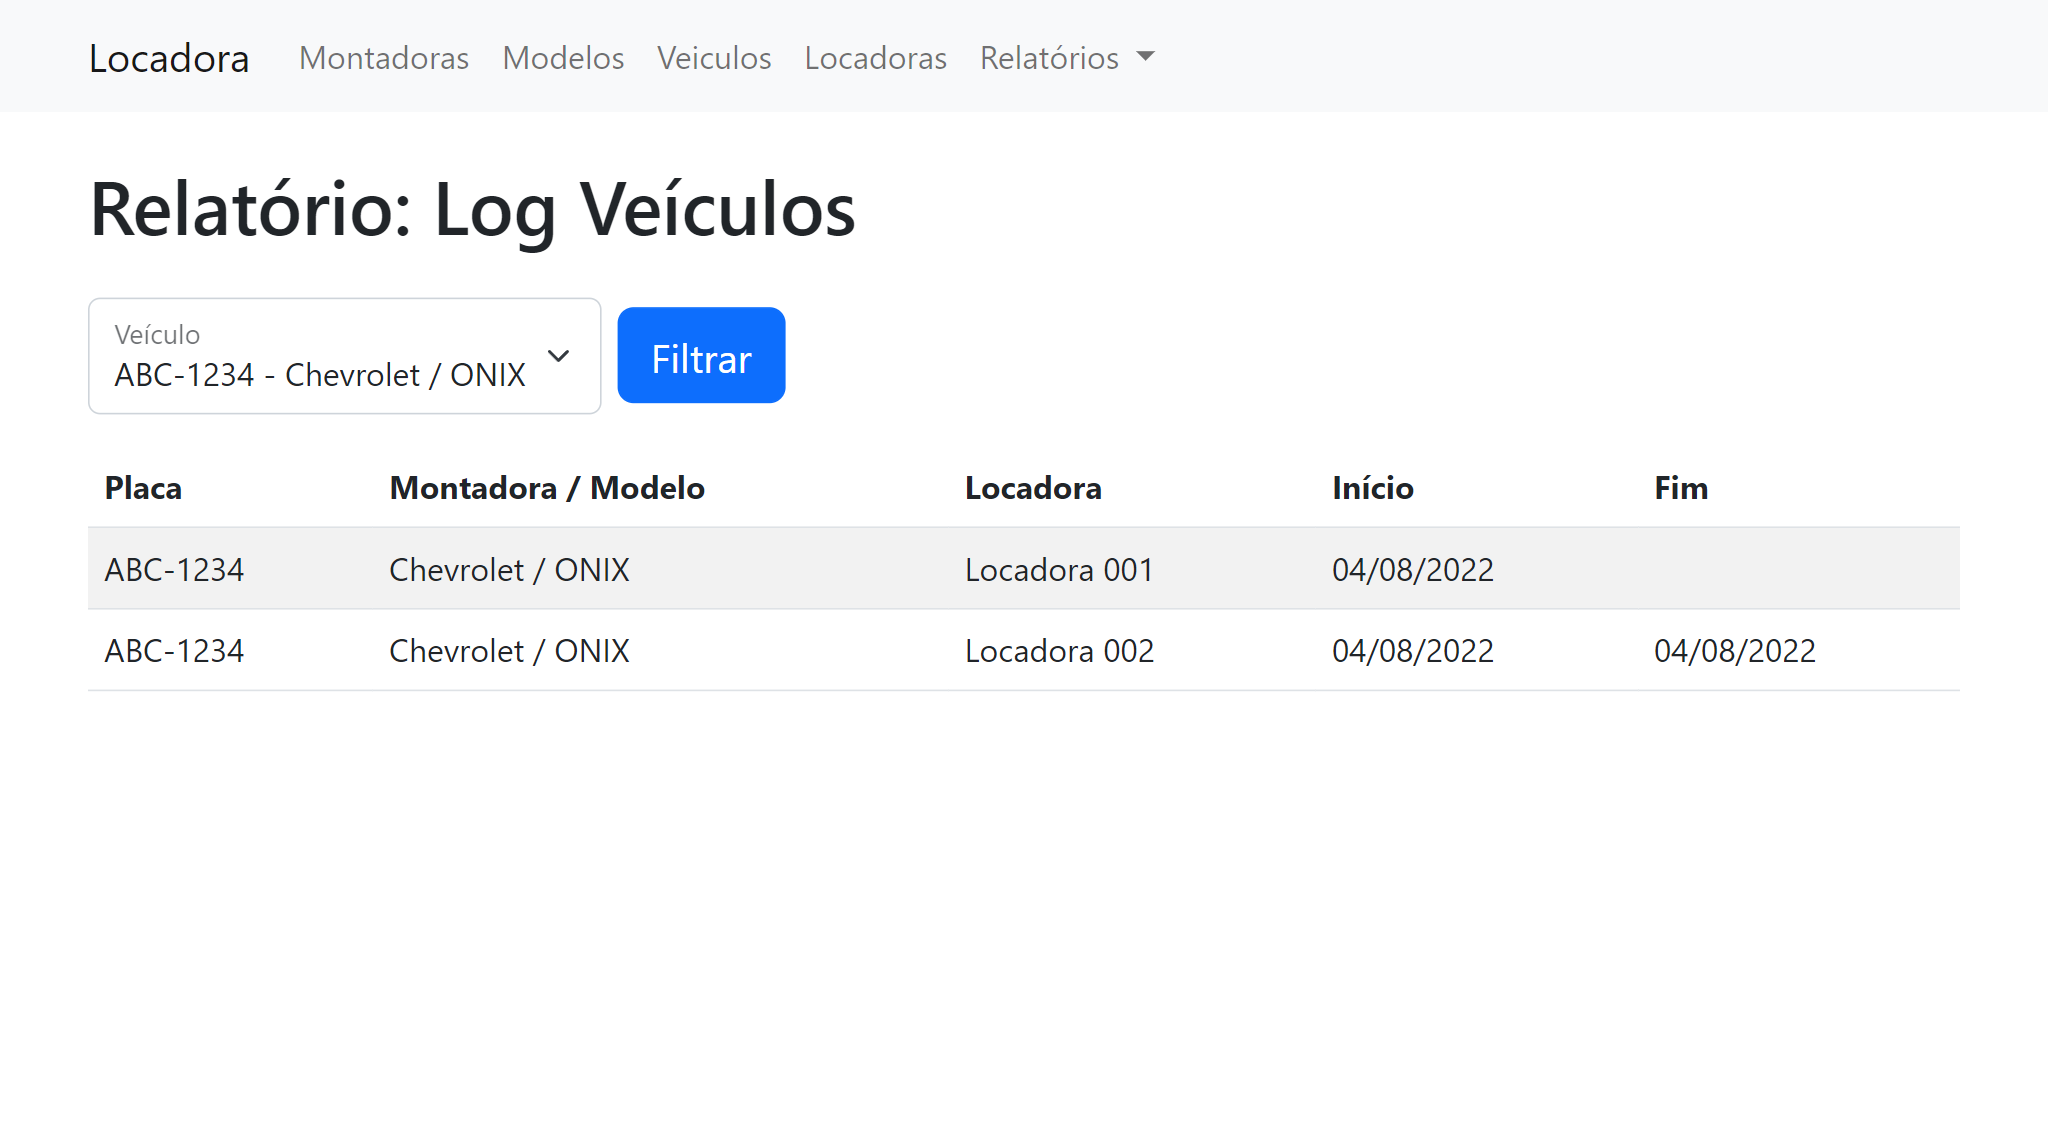 Locadora Montadoras Modelos Veiculos Locadoras Relatórios
Relatório: Log Veículos
Veículo
ABC-1234 - Chevrolet / ONIX
Filtrar
Placa Montadora / Modelo Locadora Início Fim
ABC-1234 Chevrolet / ONIX Locadora 001 04/08/2022
ABC-1234 Chevrolet / ONIX Locadora 002 04/08/2022 04/08/2022